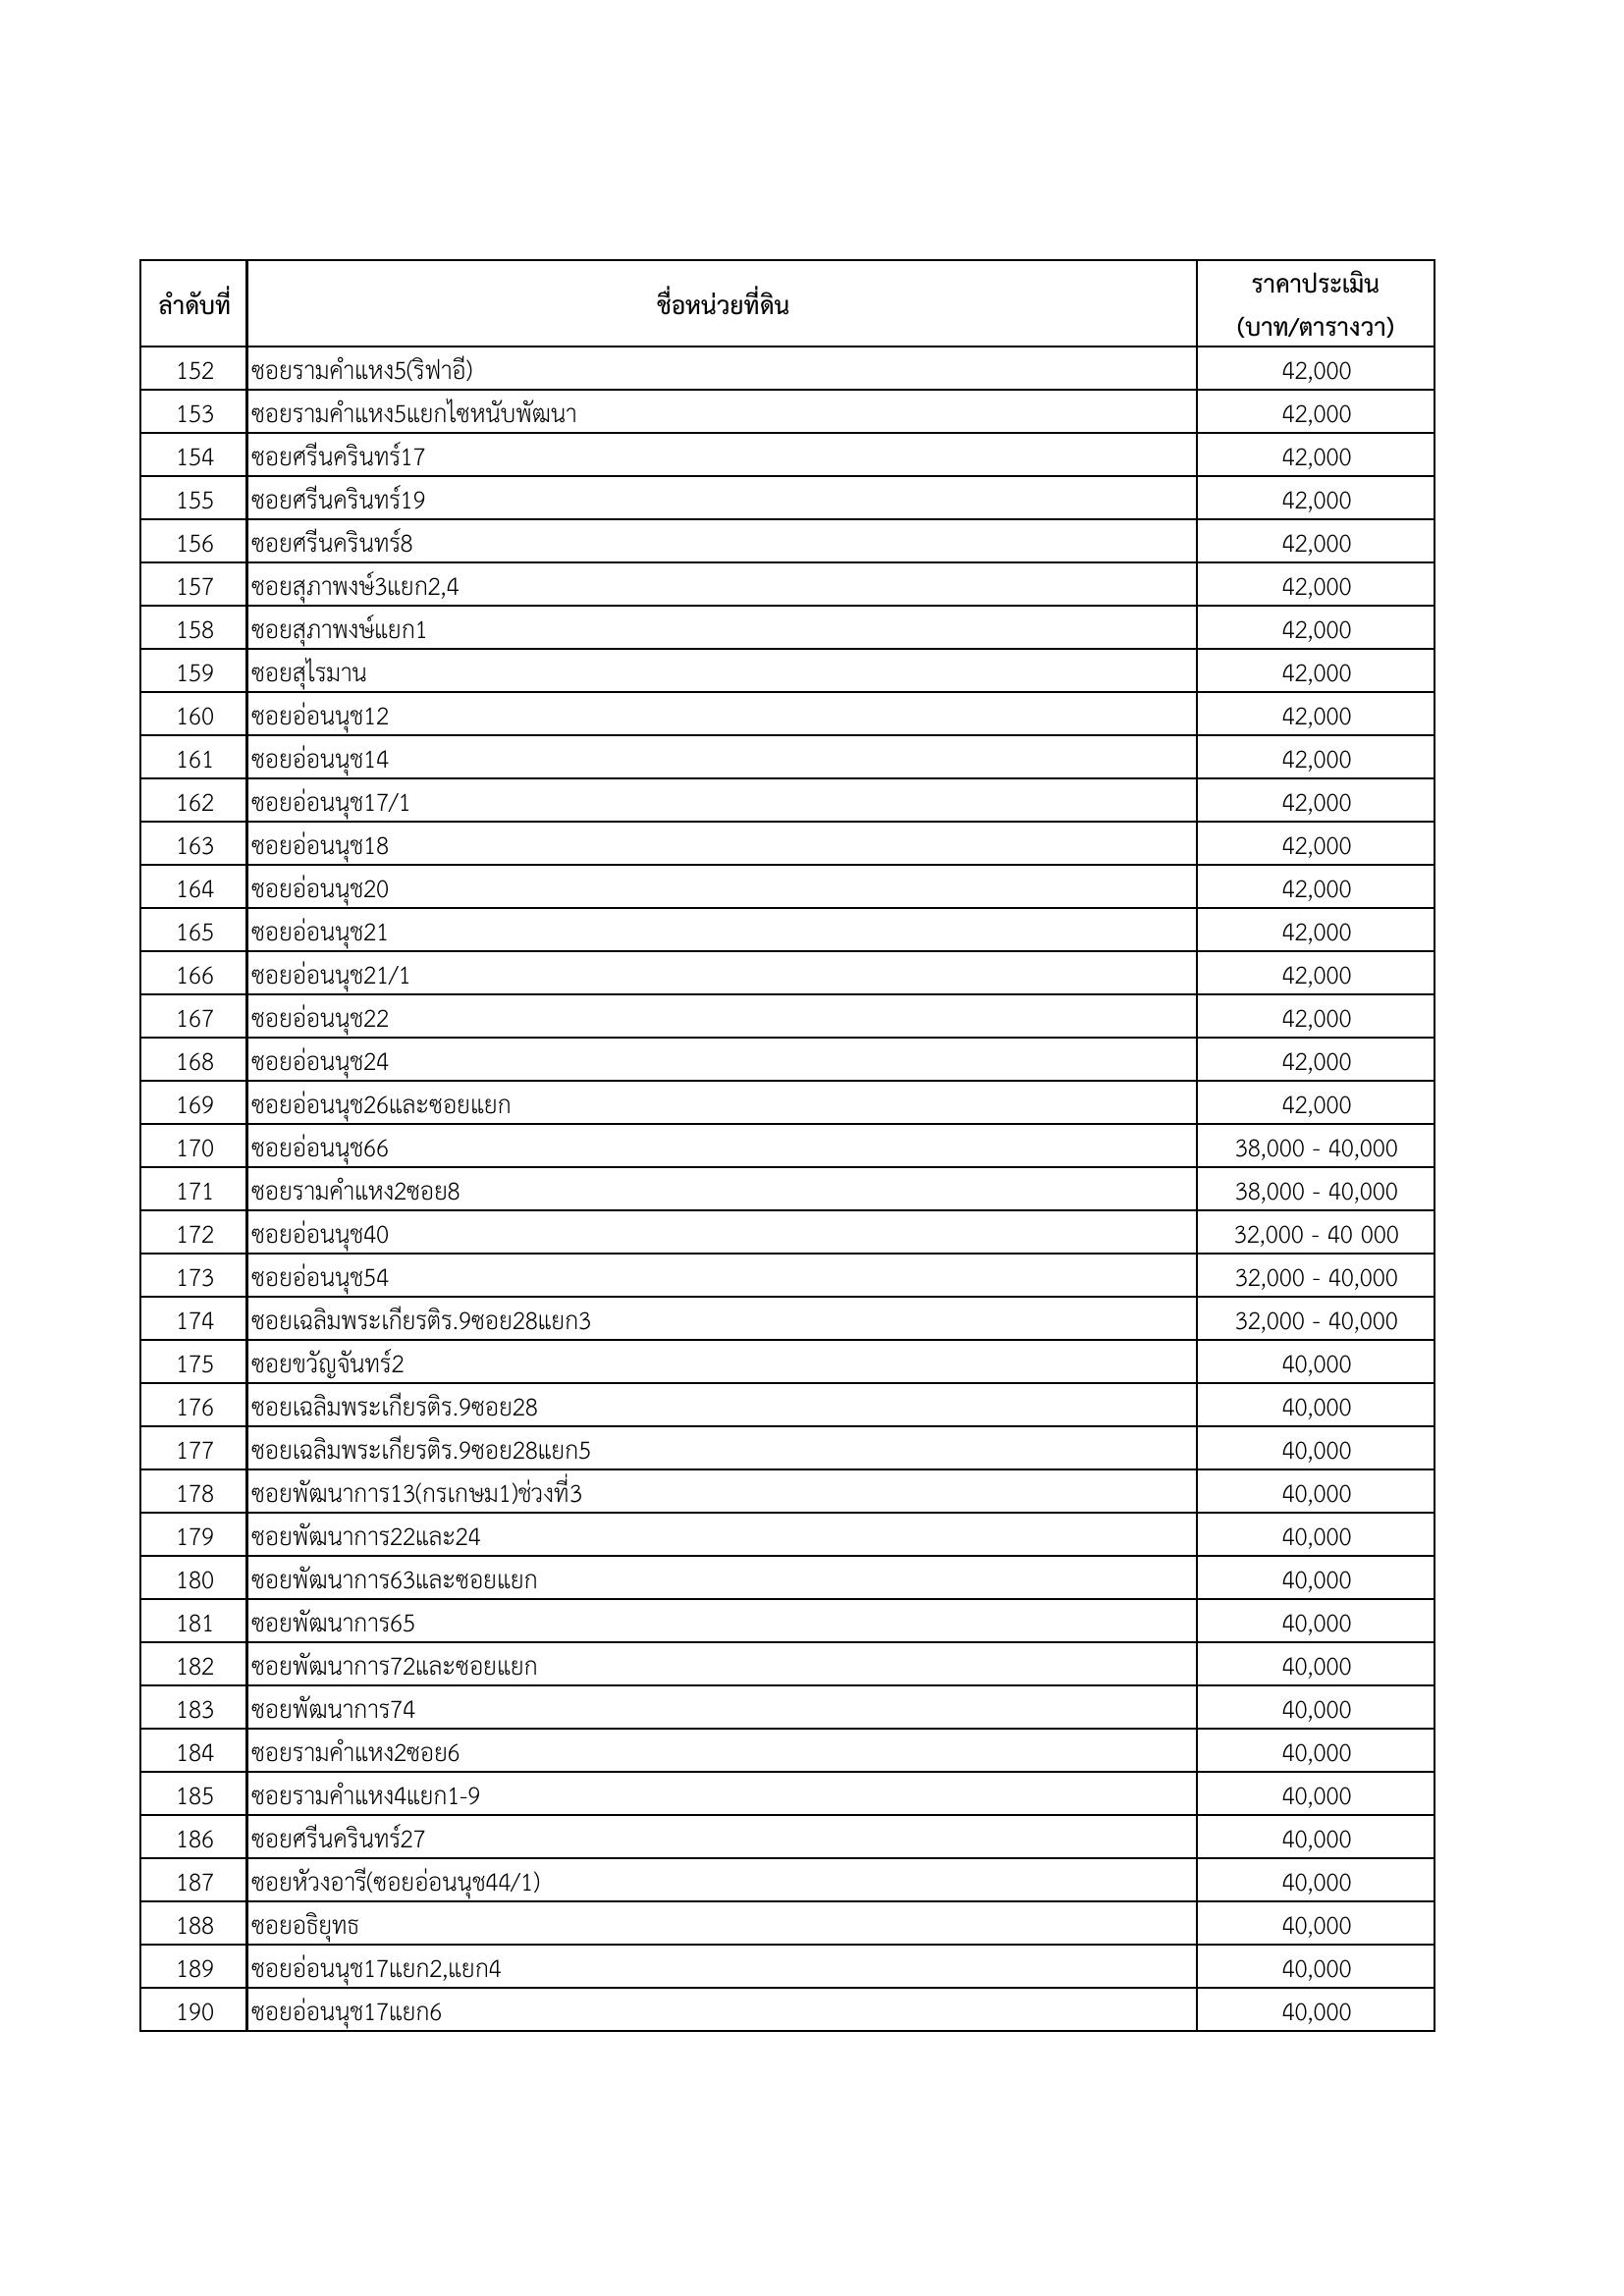 ลำดับที่ ชื่อหน่วยที่ดิน ราคาประเมิน
(บาท/ตารางวา)
152 ซอยรามคำแหง5(ริฟาอี) 42,000
153 ซอยรามคำแหง5แยกไซหนับพัฒนา 42,000
154 ซอยศรีนครินทร์17 42,000
155 ซอยศรีนครินทร์19 42,000
156 ซอยศรีนครินทร์8 42,000
157 ซอยสุภาพงษ์3แยก2,4 42,000
158 ซอยสุภาพงษ์แยก1 42,000
159 ซอยสุไรมาน 42,000
160 ซอยอ่อนนุช12 42,000
161 ซอยอ่อนนุช14 42,000
162 ซอยอ่อนนุช17/1 42,000
163 ซอยอ่อนนุช18 42,000
164 ซอยอ่อนนุช20 42,000
165 ซอยอ่อนนุช21 42,000
166 ซอยอ่อนนุช21/1 42,000
167 ซอยอ่อนนุช22 42,000
168 ซอยอ่อนนุช24 42,000
169 ซอยอ่อนนุช26และซอยแยก 42,000
170 ซอยอ่อนนุช66 38,000 - 40,000
171 ซอยรามคำแหง2ซอย8 38,000 - 40,000
172 ซอยอ่อนนุช40 32,000 - 40 000
173 ซอยอ่อนนุช54 32,000 - 40,000
174 ซอยเฉลิมพระเกียรติร.9ซอย28แยก3 32,000 - 40,000
175 ซอยขวัญจันทร์2 40,000
176 ซอยเฉลิมพระเกียรติร.9ซอย28 40,000
177 ซอยเฉลิมพระเกียรติร.9ซอย28แยก5 40,000
178 ซอยพัฒนาการ13(กรเกษม1)ช่วงที่3 40,000
179 ซอยพัฒนาการ22และ24 40,000
180 ซอยพัฒนาการ63และซอยแยก 40,000
181 ซอยพัฒนาการ65 40,000
182 ซอยพัฒนาการ72และซอยแยก 40,000
183 ซอยพัฒนาการ74 40,000
184 ซอยรามคำแหง2ซอย6 40,000
185 ซอยรามคำแหง4แยก1-9 40,000
186 ซอยศรีนครินทร์27 40,000
187 ซอยหัวงอารี(ซอยอ่อนนุช44/1) 40,000
188 ซอยอธิยุทธ 40,000
189 ซอยอ่อนนุช17แยก2,แยก4 40,000
190 ซอยอ่อนนุช17แยก6 40,000